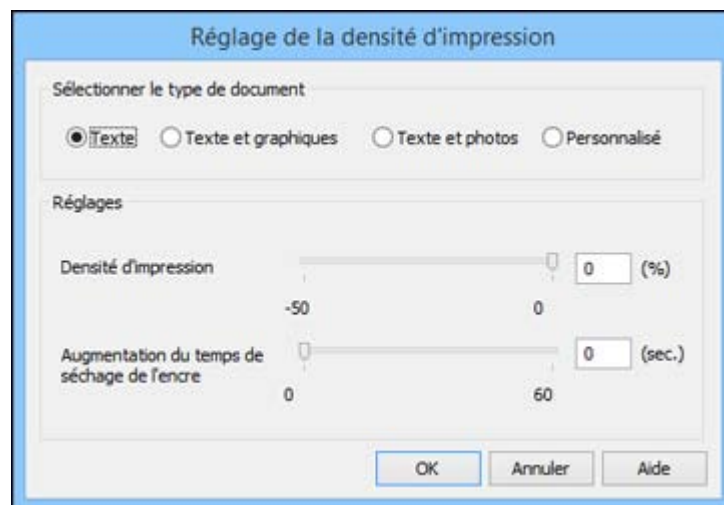 Réglage de la densité d'impression
Sélectionner le type de document
Texte Texte et graphiques Texte et photos Personnalisé
Réglages
Densité d'impression 0 (%)
-50 0
Augmentation du temps de séchage de l'encre 0 (sec.)
0 60
OK Annuler Aide